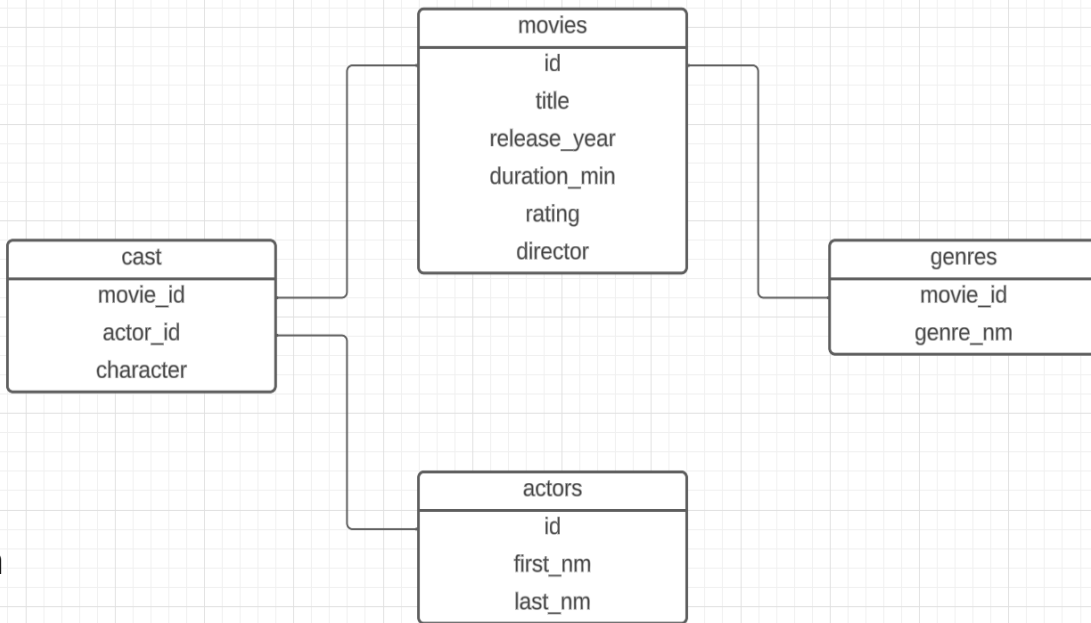 movies
id
title
release_year
duration_min
rating
director
cast
movie_id
actor_id
character
genres
movie_id
genre_nm
actors
id
first_nm
last_nm